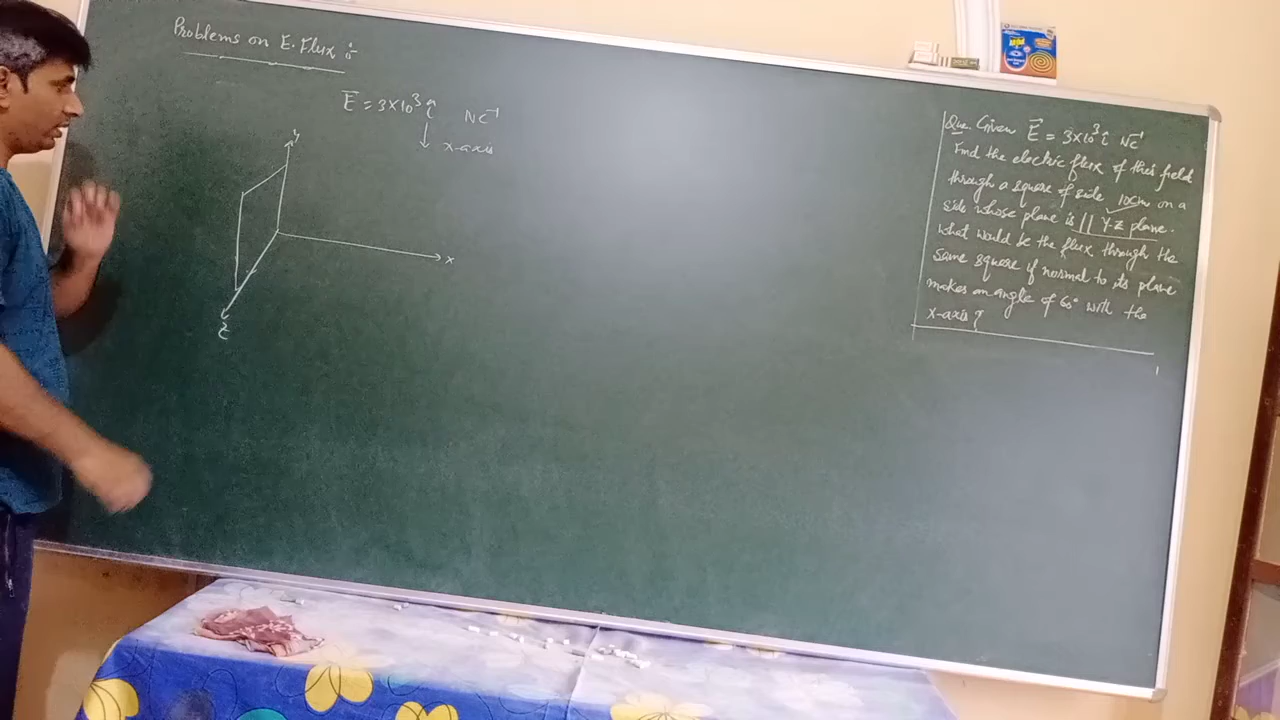 Problems on E. Flux :
E⃗ = 3×10³ î NC⁻¹
↓ x-axis
y
x
z
Que. Given E⃗ = 3×10³ î NC⁻¹
Find the electric flux of this field
through a square of side 10cm on a
side whose plane is || Y-Z plane.
What would be the flux through the
same square if normal to its plane
makes an angle of 60° with the
x-axis?